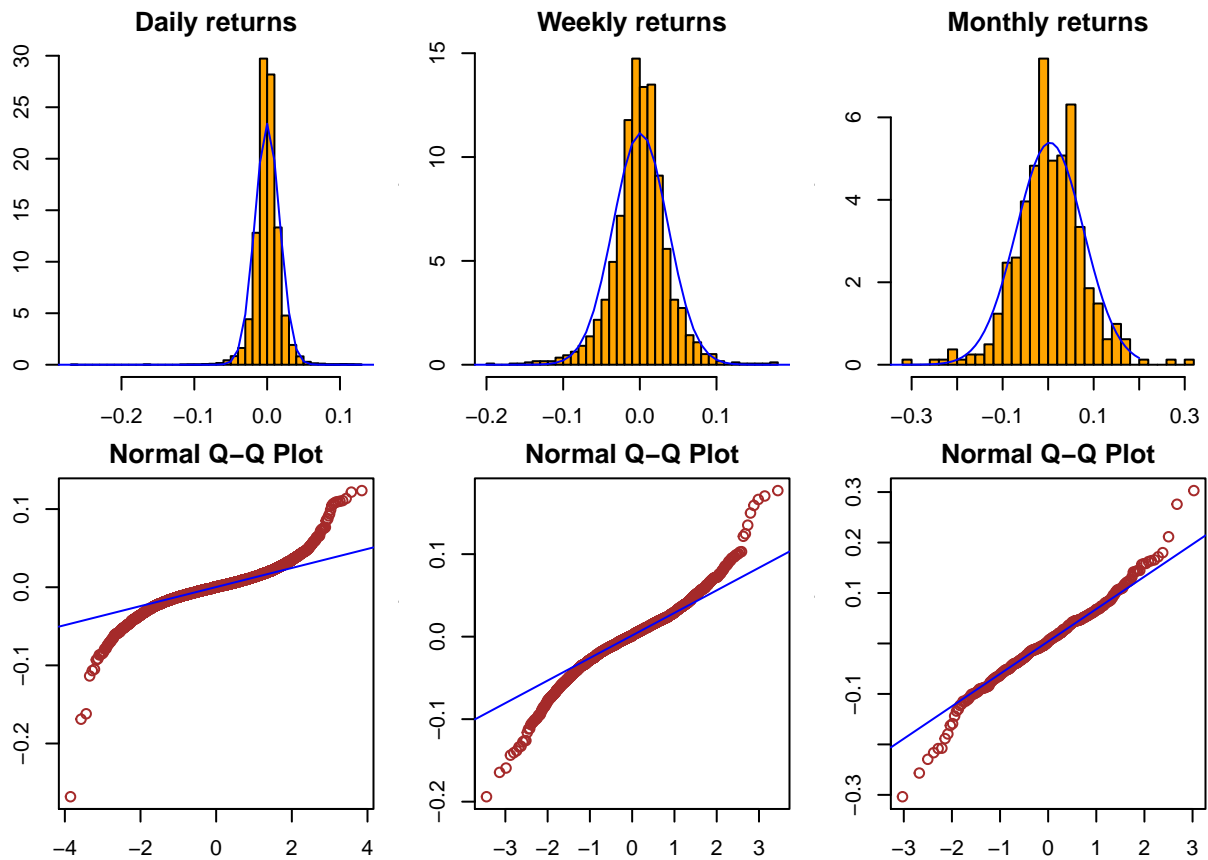 Daily returns
30
25
20
15
10
5
0
−0.2 −0.1 0.0 0.1
Weekly returns
15
10
5
0
−0.2 −0.1 0.0 0.1
Monthly returns
6
4
2
0
−0.3 −0.1 0.1 0.3
Normal Q−Q Plot
0.1
0.0
−0.1
−0.2
−4 −2 0 2 4
Normal Q−Q Plot
0.1
0.0
−0.1
−0.2
−3 −2 −1 0 1 2 3
Normal Q−Q Plot
0.3
0.2
0.1
−0.1
−0.3
−3 −2 −1 0 1 2 3